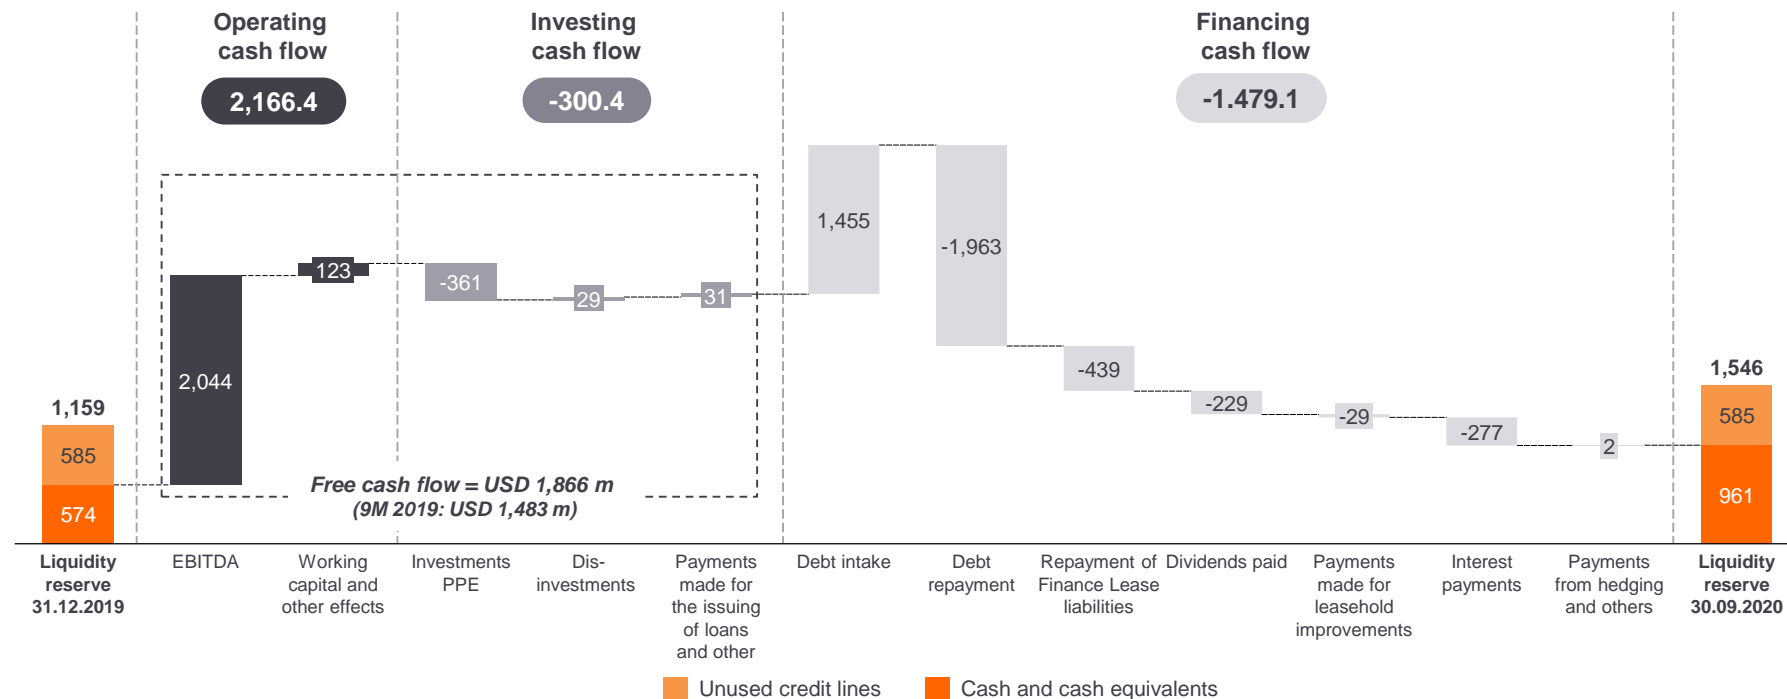 Operating
cash flow
2,166.4
Investing
cash flow
-300.4
Financing
cash flow
-1.479.1
1,159
585
574
2,044
123
-361
29
31
1,455
-1,963
-439
-229
-29
-277
2
1,546
585
961
Free cash flow = USD 1,866 m
(9M 2019: USD 1,483 m)
Liquidity
reserve
31.12.2019
EBITDA
Working
capital and
other effects
Investments
PPE
Dis-
investments
Payments
made for
the issuing
of loans
and other
Debt intake
Debt
repayment
Repayment of
Finance Lease
liabilities
Dividends paid
Payments
made for
leasehold
improvements
Interest
payments
Payments
from hedging
and others
Liquidity
reserve
30.09.2020
Unused credit lines
Cash and cash equivalents